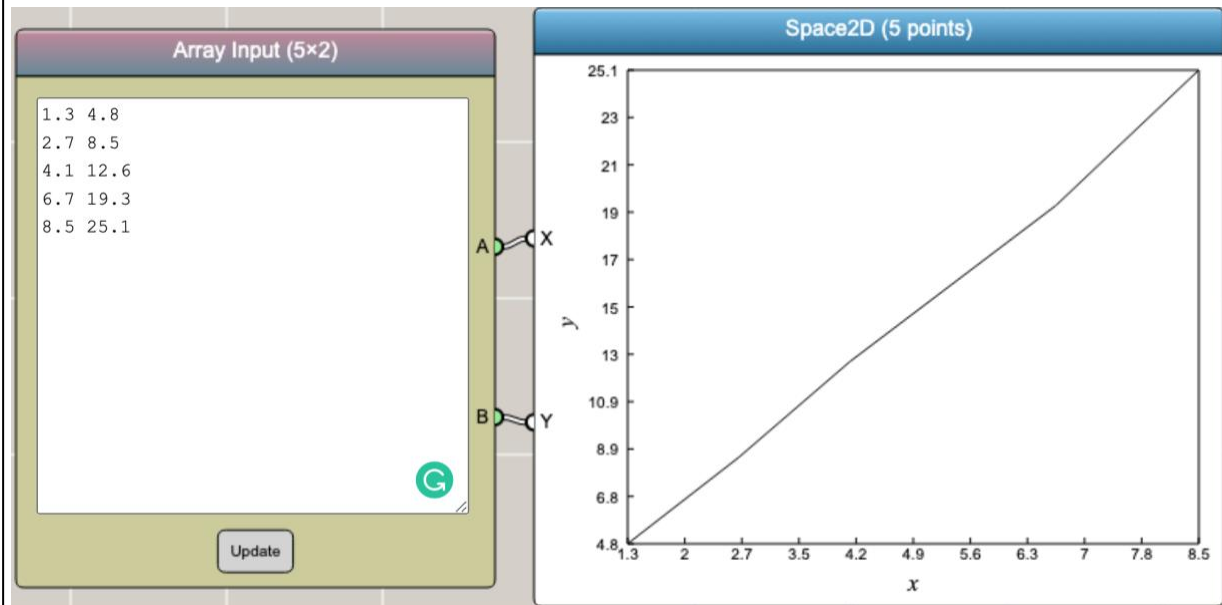 Array Input (5×2)
1.3 4.8
2.7 8.5
4.1 12.6
6.7 19.3
8.5 25.1
A
B
Update
Space2D (5 points)
X
Y
y
25.1
23
21
19
17
15
13
10.9
8.9
6.8
4.8
1.3 2 2.7 3.5 4.2 4.9 5.6 6.3 7 7.8 8.5
x